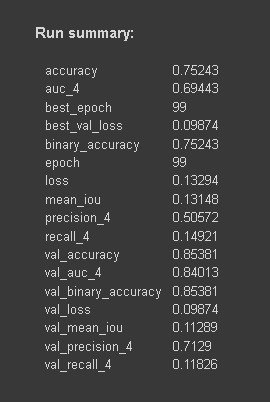 Run summary:
accuracy 0.75243
auc_4 0.69443
best_epoch 99
best_val_loss 0.09874
binary_accuracy 0.75243
epoch 99
loss 0.13294
mean_iou 0.13148
precision_4 0.50572
recall_4 0.14921
val_accuracy 0.85381
val_auc_4 0.84013
val_binary_accuracy 0.85381
val_loss 0.09874
val_mean_iou 0.11289
val_precision_4 0.7129
val_recall_4 0.11826